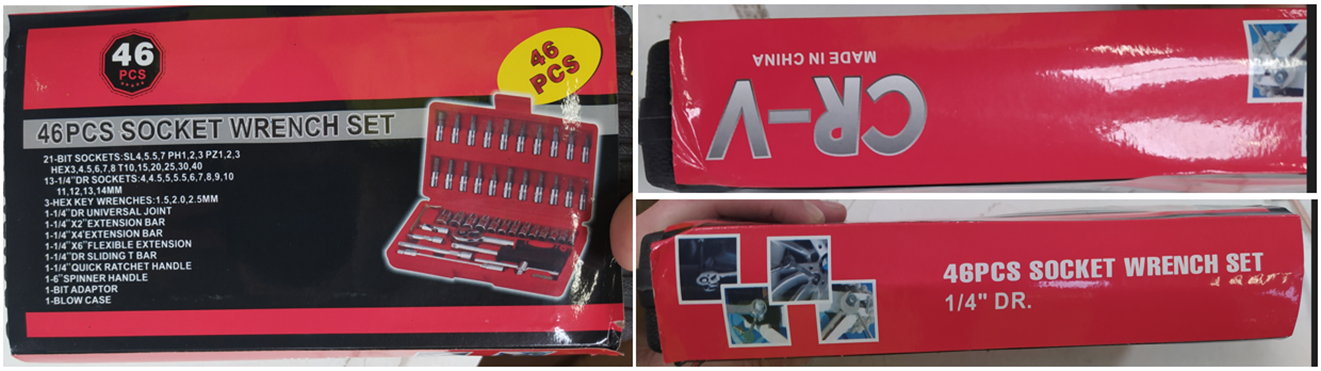 46
PCS
46
PCS
46PCS SOCKET WRENCH SET
21-BIT SOCKETS:SL4,5.5,7 PH1,2,3 PZ1,2,3
HEX3,4,5,6,7,8 T10,15,20,25,30,40
13-1/4"DR SOCKETS:4,4.5,5,5.5,6,7,8,9,10
11,12,13,14MM
3-HEX KEY WRENCHES:1.5,2.0,2.5MM
1-1/4"DR UNIVERSAL JOINT
1-1/4"X2"EXTENSION BAR
1-1/4"X4"EXTENSION BAR
1-1/4"X6"FLEXIBLE EXTENSION
1-1/4"DR SLIDING T BAR
1-1/4"QUICK RATCHET HANDLE
1-6"SPINNER HANDLE
1-BIT ADAPTOR
1-BLOW CASE
CR-V
MADE IN CHINA
46PCS SOCKET WRENCH SET
1/4" DR.